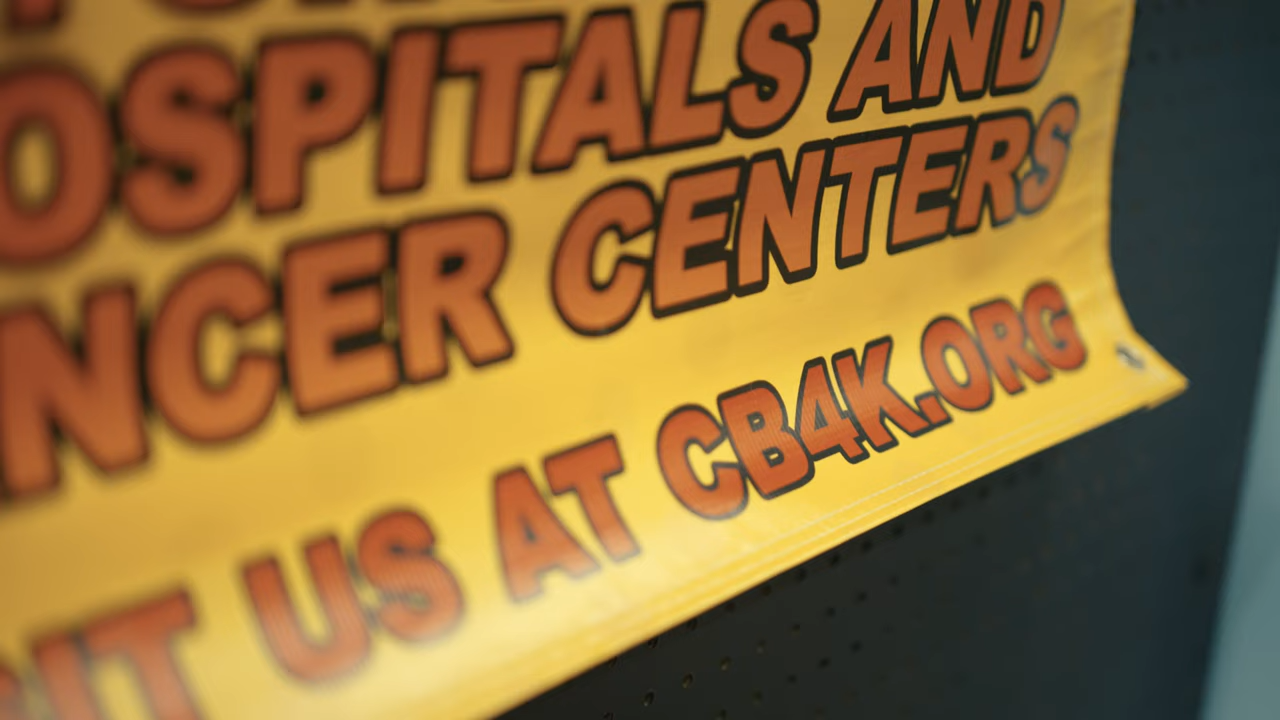 OSPITALS AND
NCER CENTERS
IT US AT CB4K.ORG